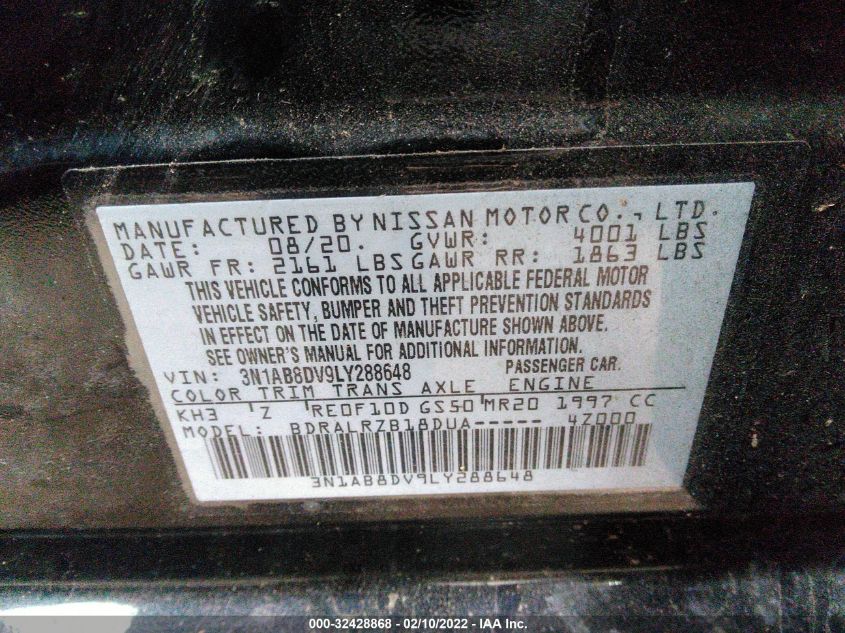 MANUFACTURED BY NISSAN MOTOR CO., LTD.
DATE: 08/20. GVWR: 4001 LBS
GAWR FR: 2161 LBS GAWR RR: 1863 LBS
THIS VEHICLE CONFORMS TO ALL APPLICABLE FEDERAL MOTOR
VEHICLE SAFETY, BUMPER AND THEFT PREVENTION STANDARDS
IN EFFECT ON THE DATE OF MANUFACTURE SHOWN ABOVE.
SEE OWNER'S MANUAL FOR ADDITIONAL INFORMATION.
VIN: 3N1AB8DV9LY288648 PASSENGER CAR.
COLOR TRIM TRANS AXLE ENGINE
KH3 'Z 'RE0F10D GS50 'MR20 1997 CC
MODEL: BDRALRZB18DUA----- 4Z000
3N1AB8DV9LY288648
000-32428868 - 02/10/2022 - IAA Inc.